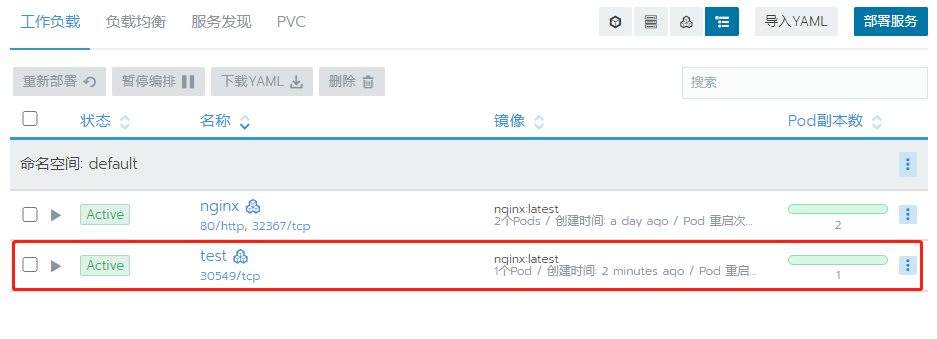 工作负载 负载均衡 服务发现 PVC 导入YAML 部署服务
重新部署 暂停编排 下载YAML 删除 搜索
状态 名称 镜像 Pod副本数
命名空间: default
Active nginx nginx:latest
80/http, 32367/tcp 2个Pods / 创建时间: a day ago / Pod 重启次... 2
Active test nginx:latest
30549/tcp 1个Pod / 创建时间: 2 minutes ago / Pod 重启... 1